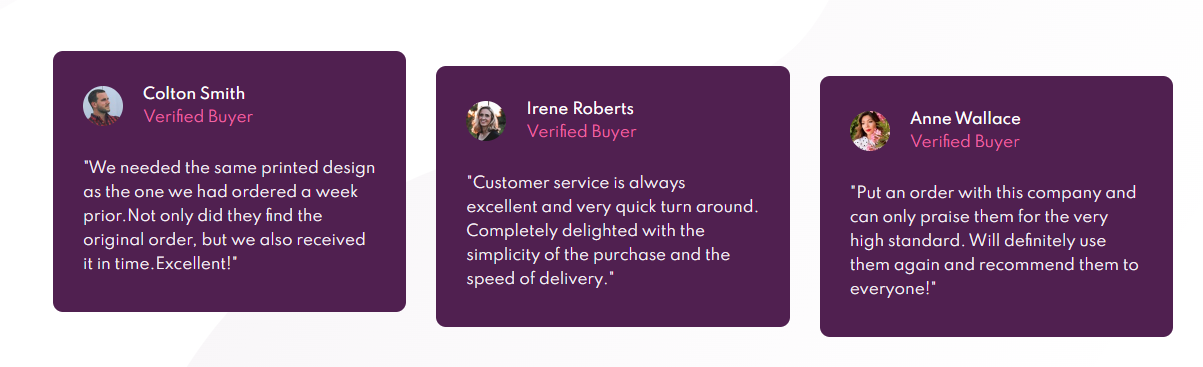 Colton Smith
Verified Buyer
"We needed the same printed design
as the one we had ordered a week
prior.Not only did they find the
original order, but we also received
it in time.Excellent!"
Irene Roberts
Verified Buyer
"Customer service is always
excellent and very quick turn around.
Completely delighted with the
simplicity of the purchase and the
speed of delivery."
Anne Wallace
Verified Buyer
"Put an order with this company and
can only praise them for the very
high standard. Will definitely use
them again and recommend them to
everyone!"